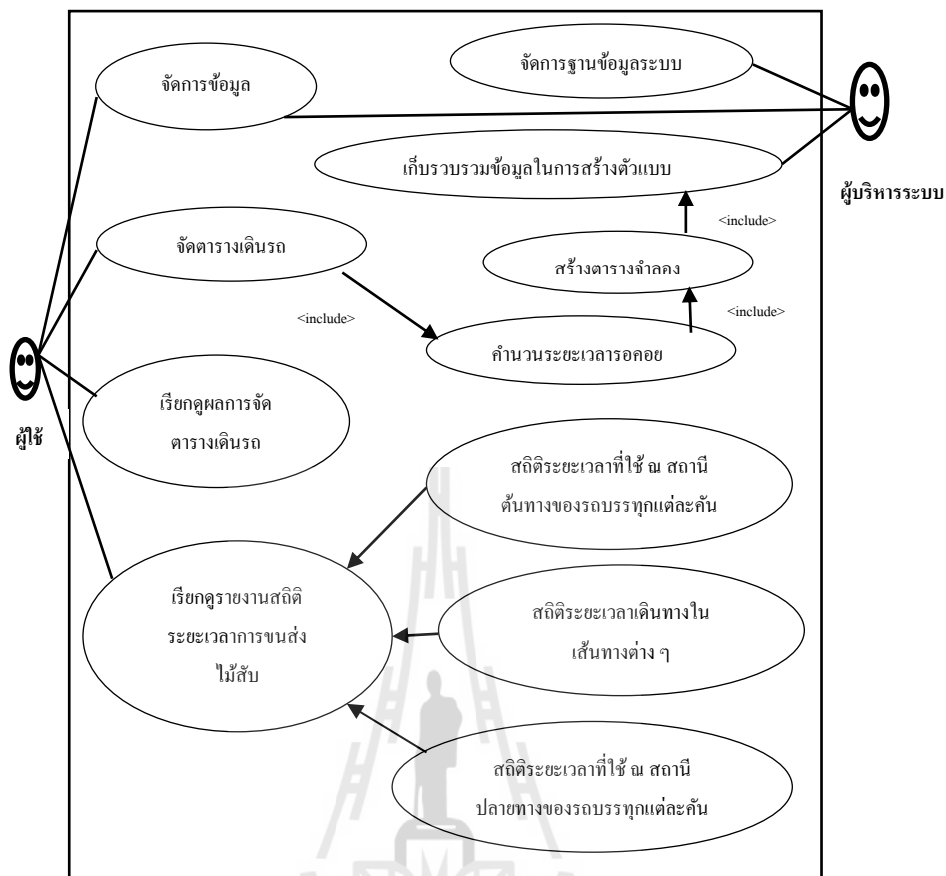 จัดการข้อมูล
จัดการฐานข้อมูลระบบ
เก็บรวบรวมข้อมูลในการสร้างตัวแบบ
ผู้บริหารระบบ
<include>
จัดตารางเดินรถ
สร้างตารางจำลอง
<include>
<include>
คำนวนระยะเวลารอคอย
ผู้ใช้
เรียกดูผลการจัด
ตารางเดินรถ
สถิติระยะเวลาที่ใช้ ณ สถานี
ต้นทางของรถบรรทุกแต่ละคัน
เรียกดูรายงานสถิติ
ระยะเวลาการขนส่ง
ไม้สับ
สถิติระยะเวลาเดินทางใน
เส้นทางต่าง ๆ
สถิติระยะเวลาที่ใช้ ณ สถานี
ปลายทางของรถบรรทุกแต่ละคัน